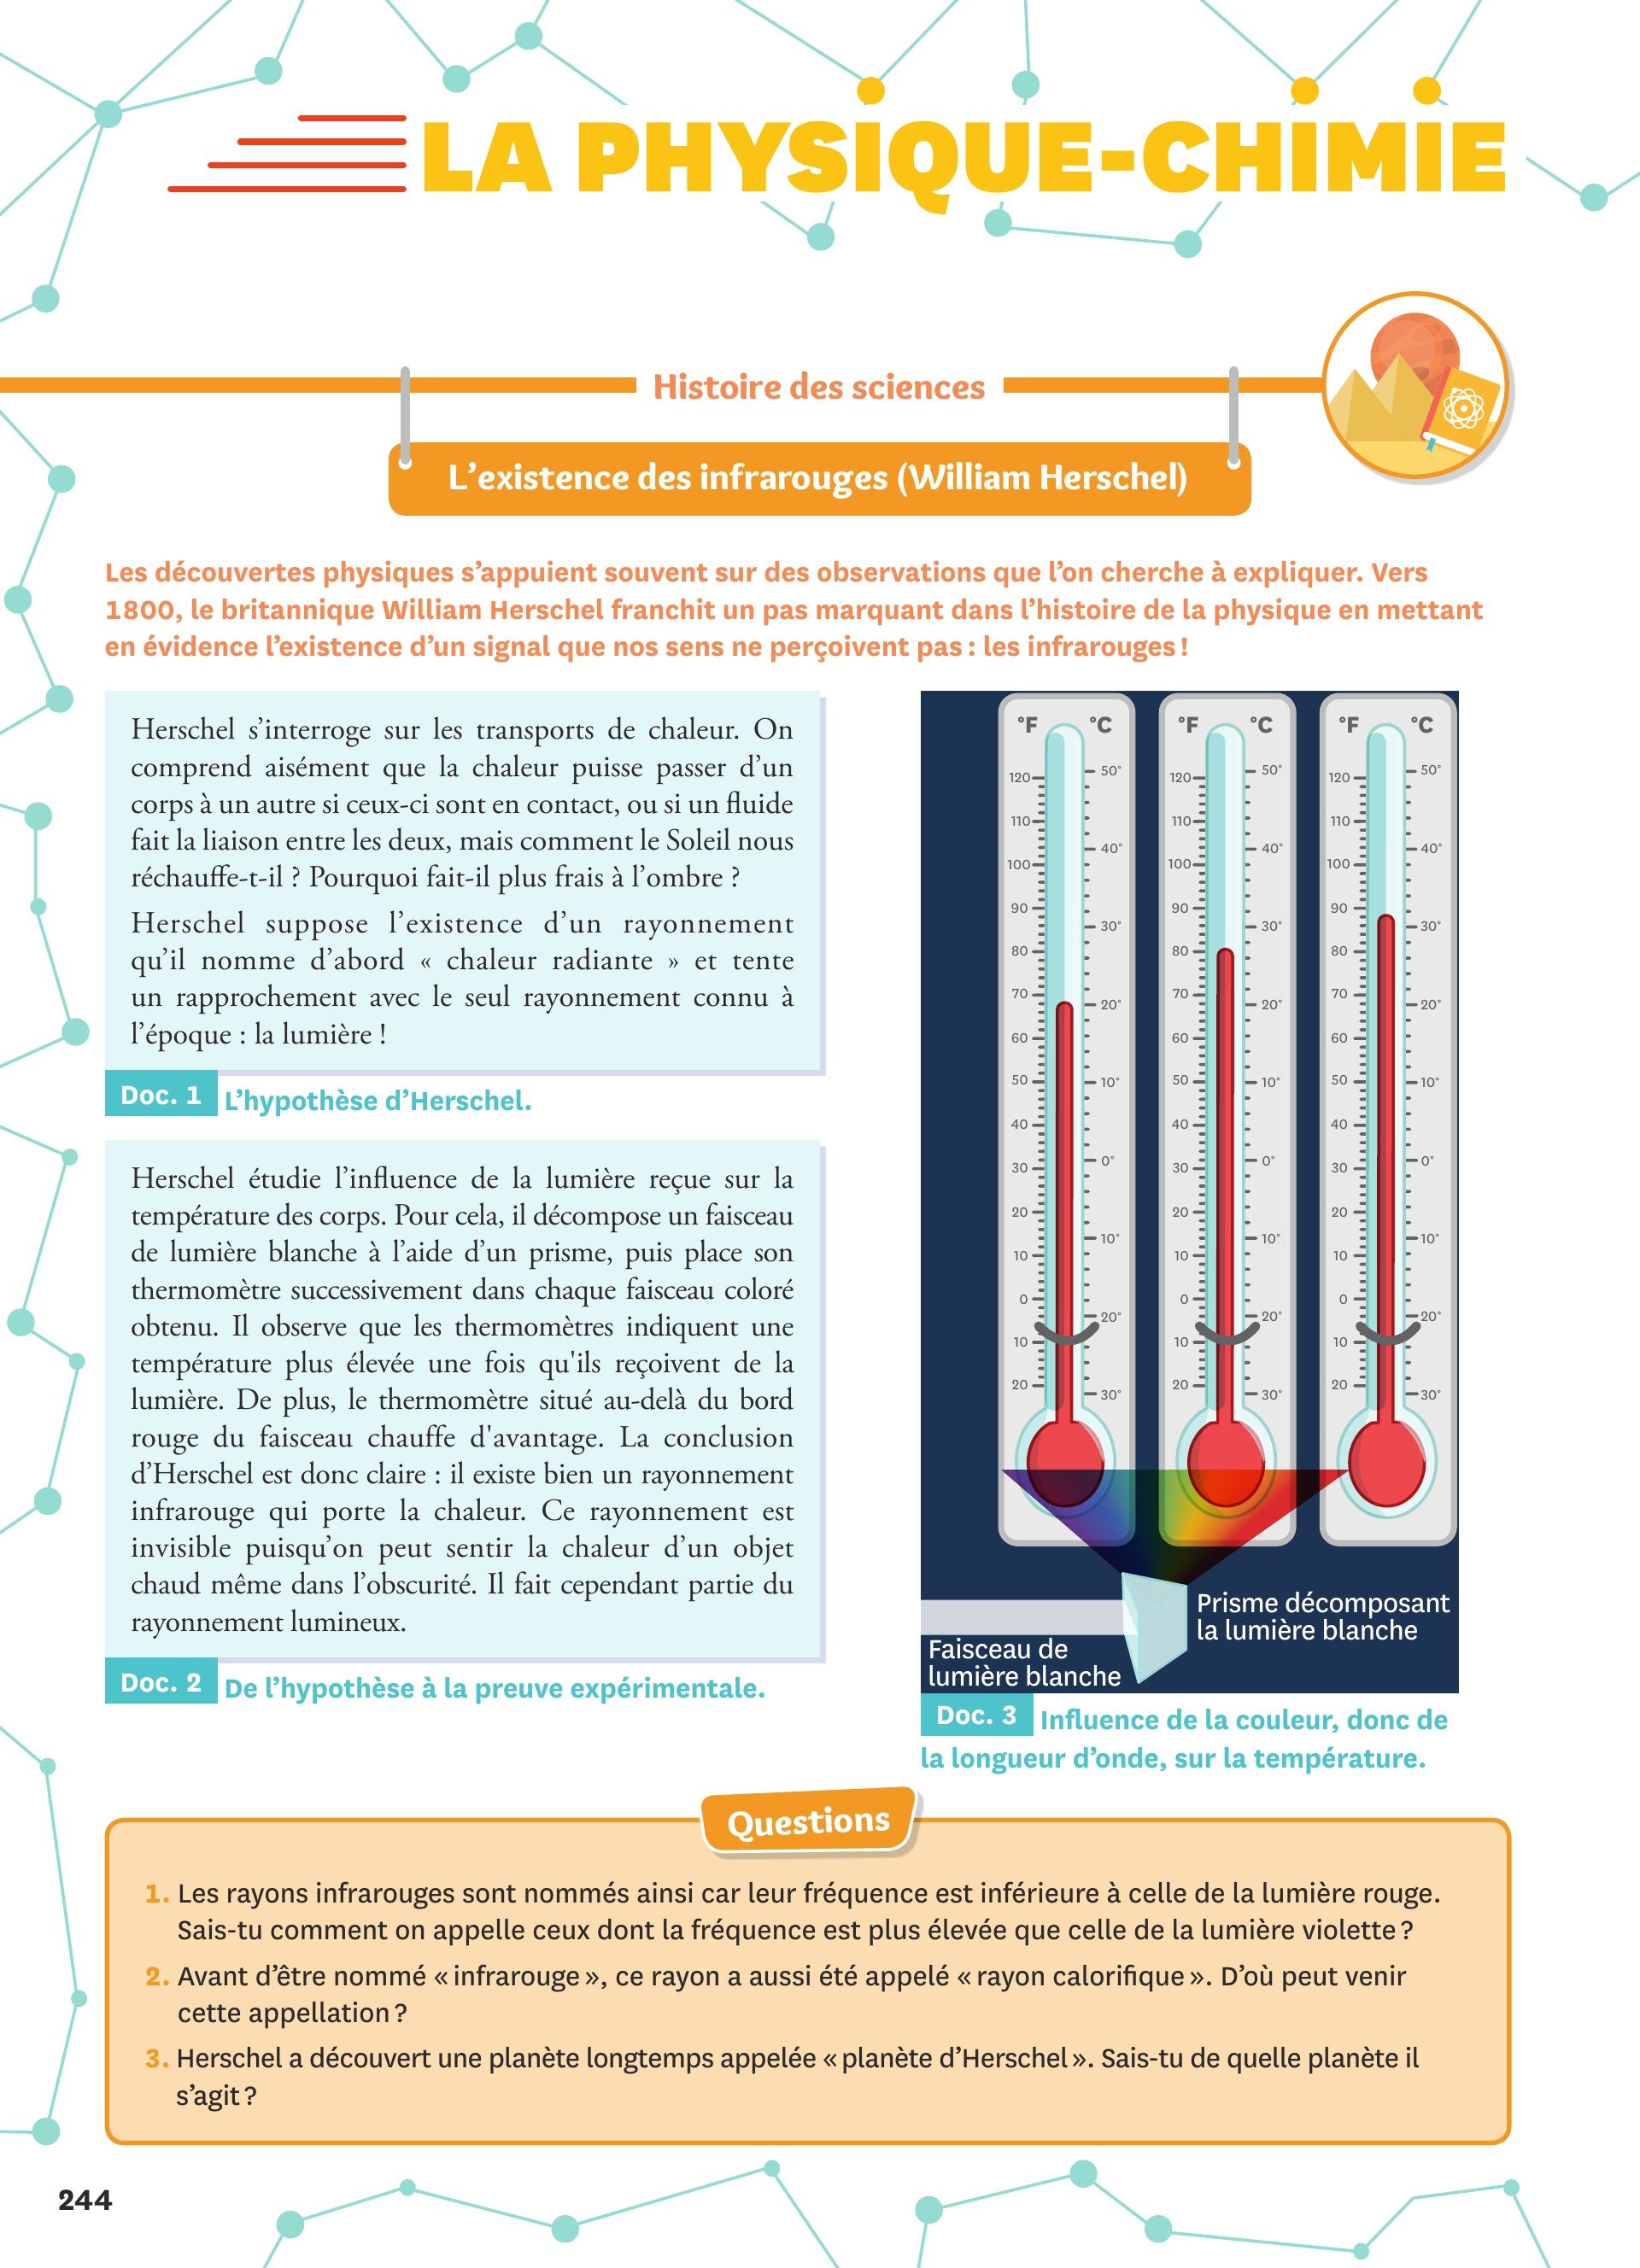 LA PHYSIQUE-CHIMIE
Histoire des sciences
L'existence des infrarouges (William Herschel)
Les découvertes physiques s'appuient souvent sur des observations que l'on cherche à expliquer. Vers
1800, le britannique William Herschel franchit un pas marquant dans l'histoire de la physique en mettant
en évidence l'existence d'un signal que nos sens ne perçoivent pas : les infrarouges !
Herschel s'interroge sur les transports de chaleur. On
comprend aisément que la chaleur puisse passer d'un
corps à un autre si ceux-ci sont en contact, ou si un fluide
fait la liaison entre les deux, mais comment le Soleil nous
réchauffe-t-il ? Pourquoi fait-il plus frais à l'ombre ?
Herschel suppose l'existence d'un rayonnement
qu'il nomme d'abord « chaleur radiante » et tente
un rapprochement avec le seul rayonnement connu à
l'époque : la lumière !
Doc. 1 L'hypothèse d'Herschel.
Herschel étudie l'influence de la lumière reçue sur la
température des corps. Pour cela, il décompose un faisceau
de lumière blanche à l'aide d'un prisme, puis place son
thermomètre successivement dans chaque faisceau coloré
obtenu. Il observe que les thermomètres indiquent une
température plus élevée une fois qu'ils reçoivent de la
lumière. De plus, le thermomètre situé au-delà du bord
rouge du faisceau chauffe d'avantage. La conclusion
d'Herschel est donc claire : il existe bien un rayonnement
infrarouge qui porte la chaleur. Ce rayonnement est
invisible puisqu'on peut sentir la chaleur d'un objet
chaud même dans l'obscurité. Il fait cependant partie du
rayonnement lumineux.
Doc. 2 De l'hypothèse à la preuve expérimentale.
°F °C °F °C °F °C
120 50° 120 50° 120 50°
110 110 110
40° 40° 40°
100 100 100
90 90 90
30° 30° 30°
80 80 80
70 70 70
20° 20° 20°
60 60 60
50 10° 50 10° 50 10°
40 40 40
30 0° 30 0° 30 0°
20 20 20
10° 10° 10°
10 10 10
0 0 0
20° 20° 20°
10 10 10
20 20 20
30° 30° 30°
Prisme décomposant
la lumière blanche
Faisceau de
lumière blanche
Doc. 3 Influence de la couleur, donc de
la longueur d'onde, sur la température.
Questions
1. Les rayons infrarouges sont nommés ainsi car leur fréquence est inférieure à celle de la lumière rouge.
Sais-tu comment on appelle ceux dont la fréquence est plus élevée que celle de la lumière violette ?
2. Avant d'être nommé « infrarouge », ce rayon a aussi été appelé « rayon calorifique ». D'où peut venir
cette appellation ?
3. Herschel a découvert une planète longtemps appelée « planète d'Herschel ». Sais-tu de quelle planète il
s'agit ?
244